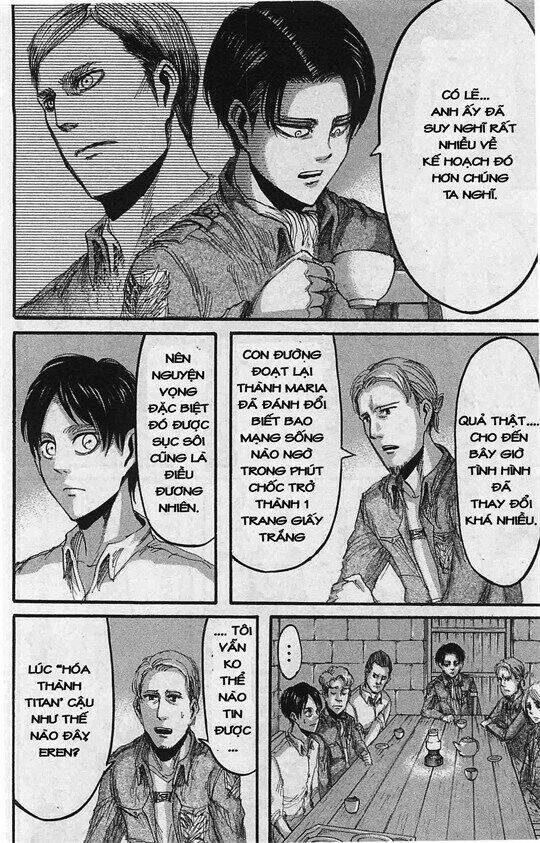 CÓ LẼ...
ANH ẤY ĐÃ
SUY NGHĨ RẤT
NHIỀU VỀ
KẾ HOẠCH ĐÓ
HƠN CHÚNG
TA NGHĨ.
QUẢ THẬT....
CHO ĐẾN
BÂY GIỜ
TÌNH HÌNH
ĐÃ
THAY ĐỔI
KHÁ NHIỀU.
CON ĐƯỜNG
ĐOẠT LẠI
THÀNH MARIA
ĐÃ ĐÁNH ĐỔI
BIẾT BAO
MẠNG SỐNG
NÀO NGỜ
TRONG PHÚT
CHỐC TRỞ
THÀNH 1
TRANG GIẤY
TRẮNG
NÊN
NGUYỆN
VỌNG
ĐẶC BIỆT
ĐÓ ĐƯỢC
SỤC SÔI
CŨNG LÀ
ĐIỀU
ĐƯƠNG
NHIÊN.
...
.... TÔI
VẪN
KO
THỂ
NÀO
TIN
ĐƯỢC
...
LÚC "HÓA
THÀNH
TITAN" CẬU
NHƯ THẾ
NÀO ĐÂY
EREN?